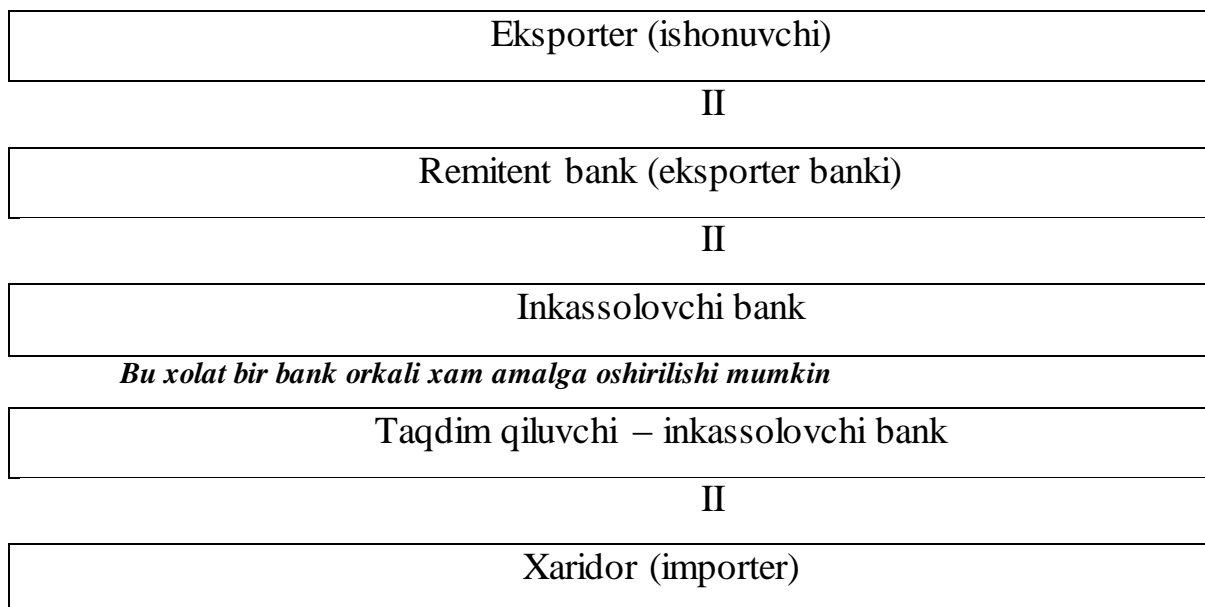 Eksporter (ishonuvchi)
II
Remitent bank (eksporter banki)
II
Inkassolovchi bank
Bu xolat bir bank orkali xam amalga oshirilishi mumkin
Taqdim qiluvchi – inkassolovchi bank
II
Xaridor (importer)